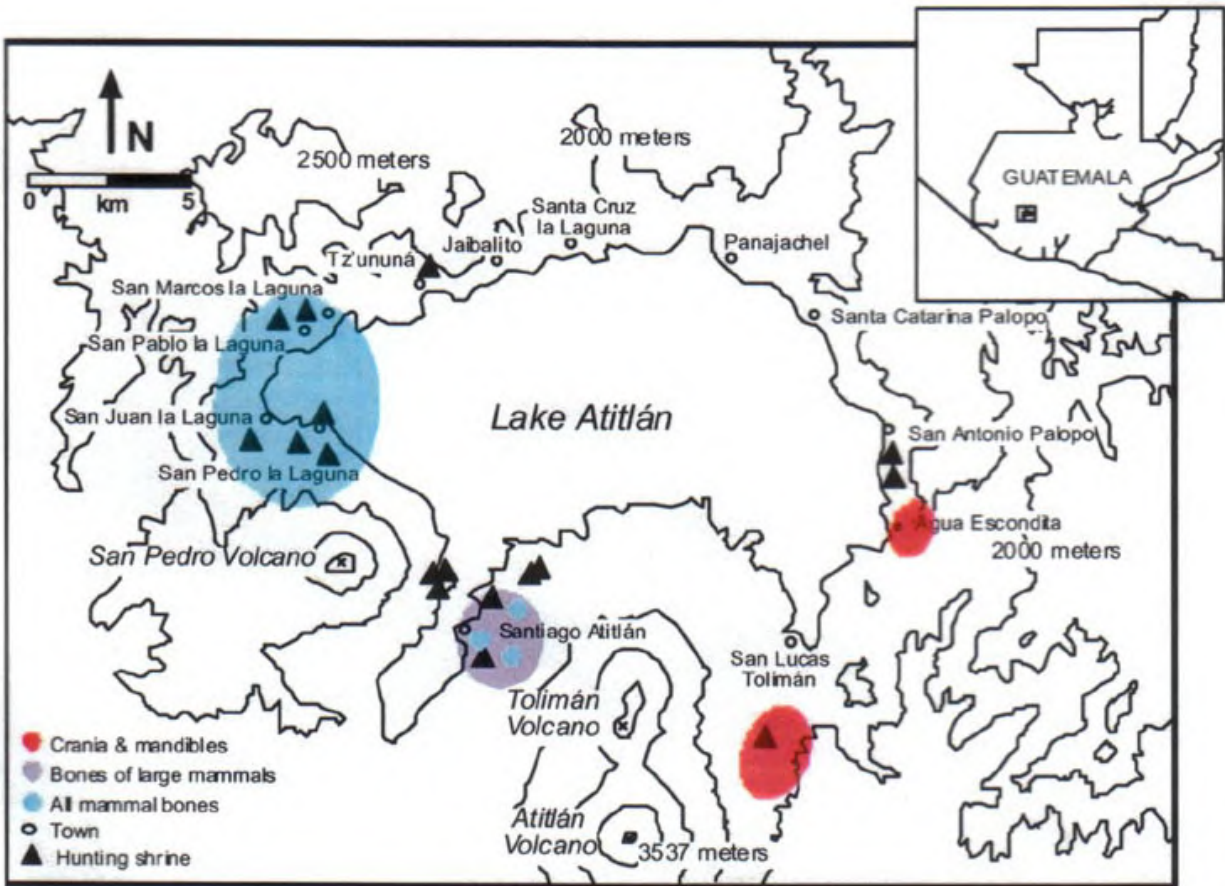 N
0 km 5
2500 meters
2000 meters
GUATEMALA
Santa Cruz
la Laguna
Jaibalito
Panajachel
Tz'ununá
San Marcos la Laguna
Santa Catarina Palopo
San Pablo la Laguna
San Juan la Laguna
Lake Atitlán
San Antonio Palopo
San Pedro la Laguna
Agua Escondita
2000 meters
San Pedro Volcano
Santiago Atitlán
San Lucas
Tolimán
Tolimán
Volcano
Atitlán
Volcano
3537 meters
Crania & mandibles
Bones of large mammals
All mammal bones
Town
Hunting shrine